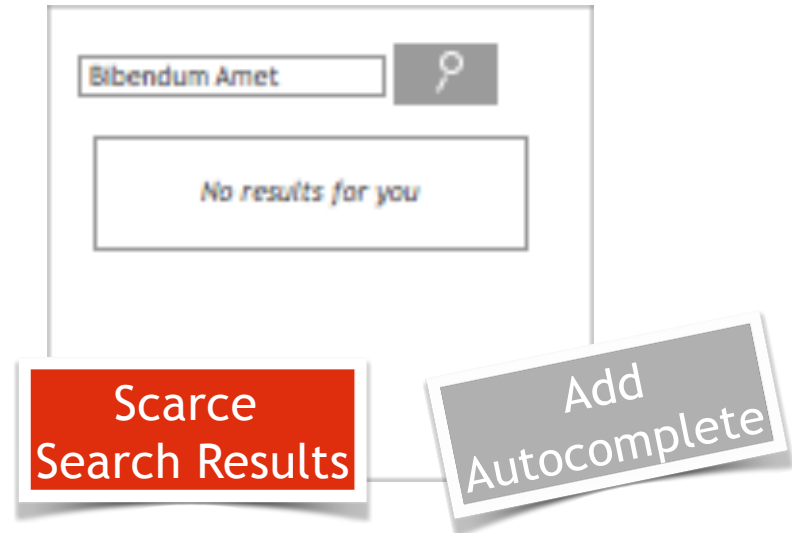 Bibendum Amet
No results for you
Scarce
Search Results
Add
Autocomplete